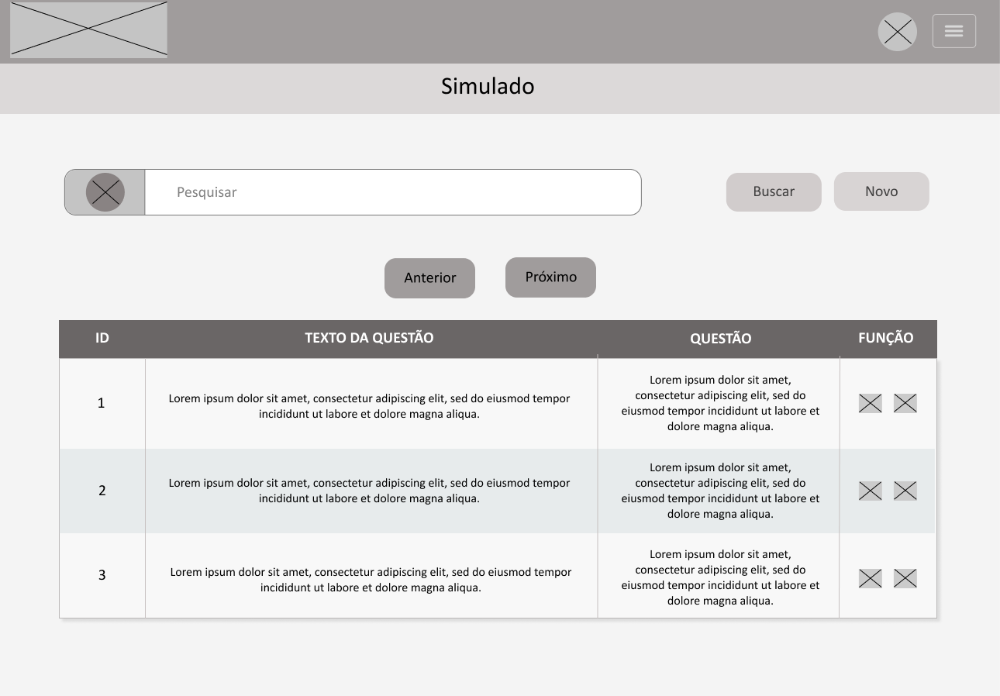 Simulado
Pesquisar
Buscar
Novo
Anterior
Próximo
ID
TEXTO DA QUESTÃO
QUESTÃO
FUNÇÃO
1
Lorem ipsum dolor sit amet, consectetur adipiscing elit, sed do eiusmod tempor
incididunt ut labore et dolore magna aliqua.
Lorem ipsum dolor sit amet,
consectetur adipiscing elit, sed do
eiusmod tempor incididunt ut labore et
dolore magna aliqua.
2
Lorem ipsum dolor sit amet, consectetur adipiscing elit, sed do eiusmod tempor
incididunt ut labore et dolore magna aliqua.
Lorem ipsum dolor sit amet,
consectetur adipiscing elit, sed do
eiusmod tempor incididunt ut labore et
dolore magna aliqua.
3
Lorem ipsum dolor sit amet, consectetur adipiscing elit, sed do eiusmod tempor
incididunt ut labore et dolore magna aliqua.
Lorem ipsum dolor sit amet,
consectetur adipiscing elit, sed do
eiusmod tempor incididunt ut labore et
dolore magna aliqua.